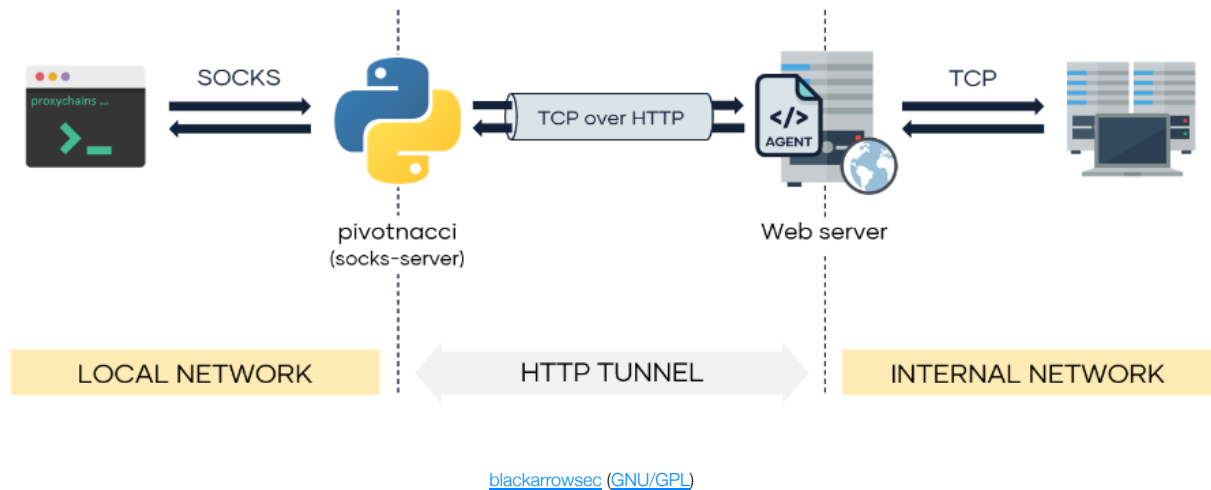 SOCKS
TCP
proxychains ...
TCP over HTTP
</>
AGENT
pivotnacci
(socks-server)
Web server
LOCAL NETWORK
HTTP TUNNEL
INTERNAL NETWORK
blackarrowsec (GNU/GPL)